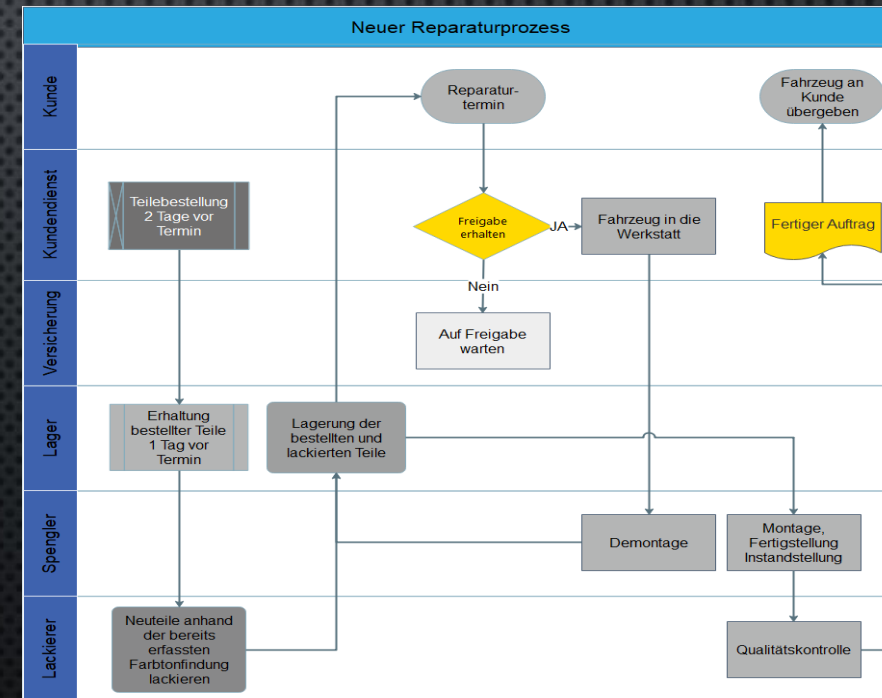 Neuer Reparaturprozess
Kunde
Reparatur-
termin
Fahrzeug an
Kunde
übergeben
Kundendienst
Teilebestellung
2 Tage vor
Termin
Freigabe
erhalten
JA
Fahrzeug in die
Werkstatt
Fertiger Auftrag
Nein
Versicherung
Auf Freigabe
warten
Lager
Erhaltung
bestellter Teile
1 Tag vor
Termin
Lagerung der
bestellten und
lackierten Teile
Spengler
Demontage
Montage,
Fertigstellung
Instandstellung
Lackierer
Neuteile anhand
der bereits
erfassten
Farbtonfindung
lackieren
Qualitätskontrolle